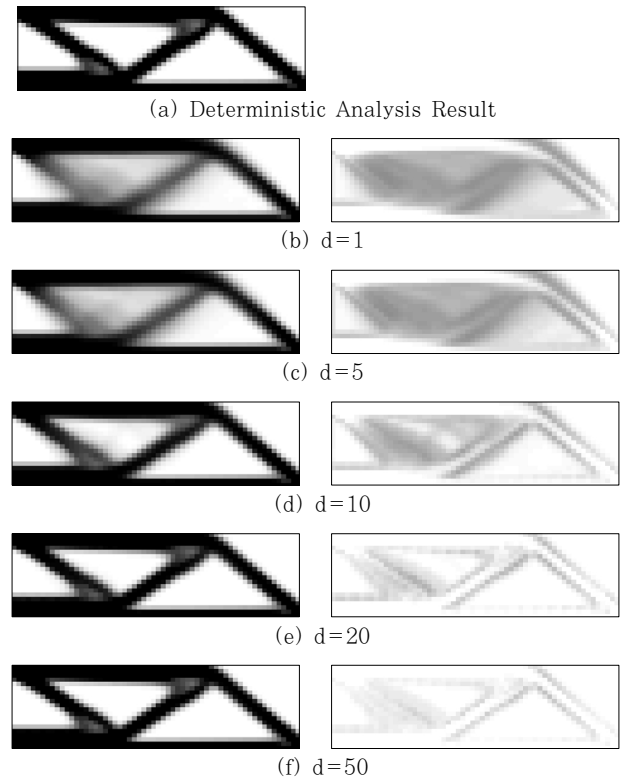 (a) Deterministic Analysis Result
(b) d=1
(c) d=5
(d) d=10
(e) d=20
(f) d=50